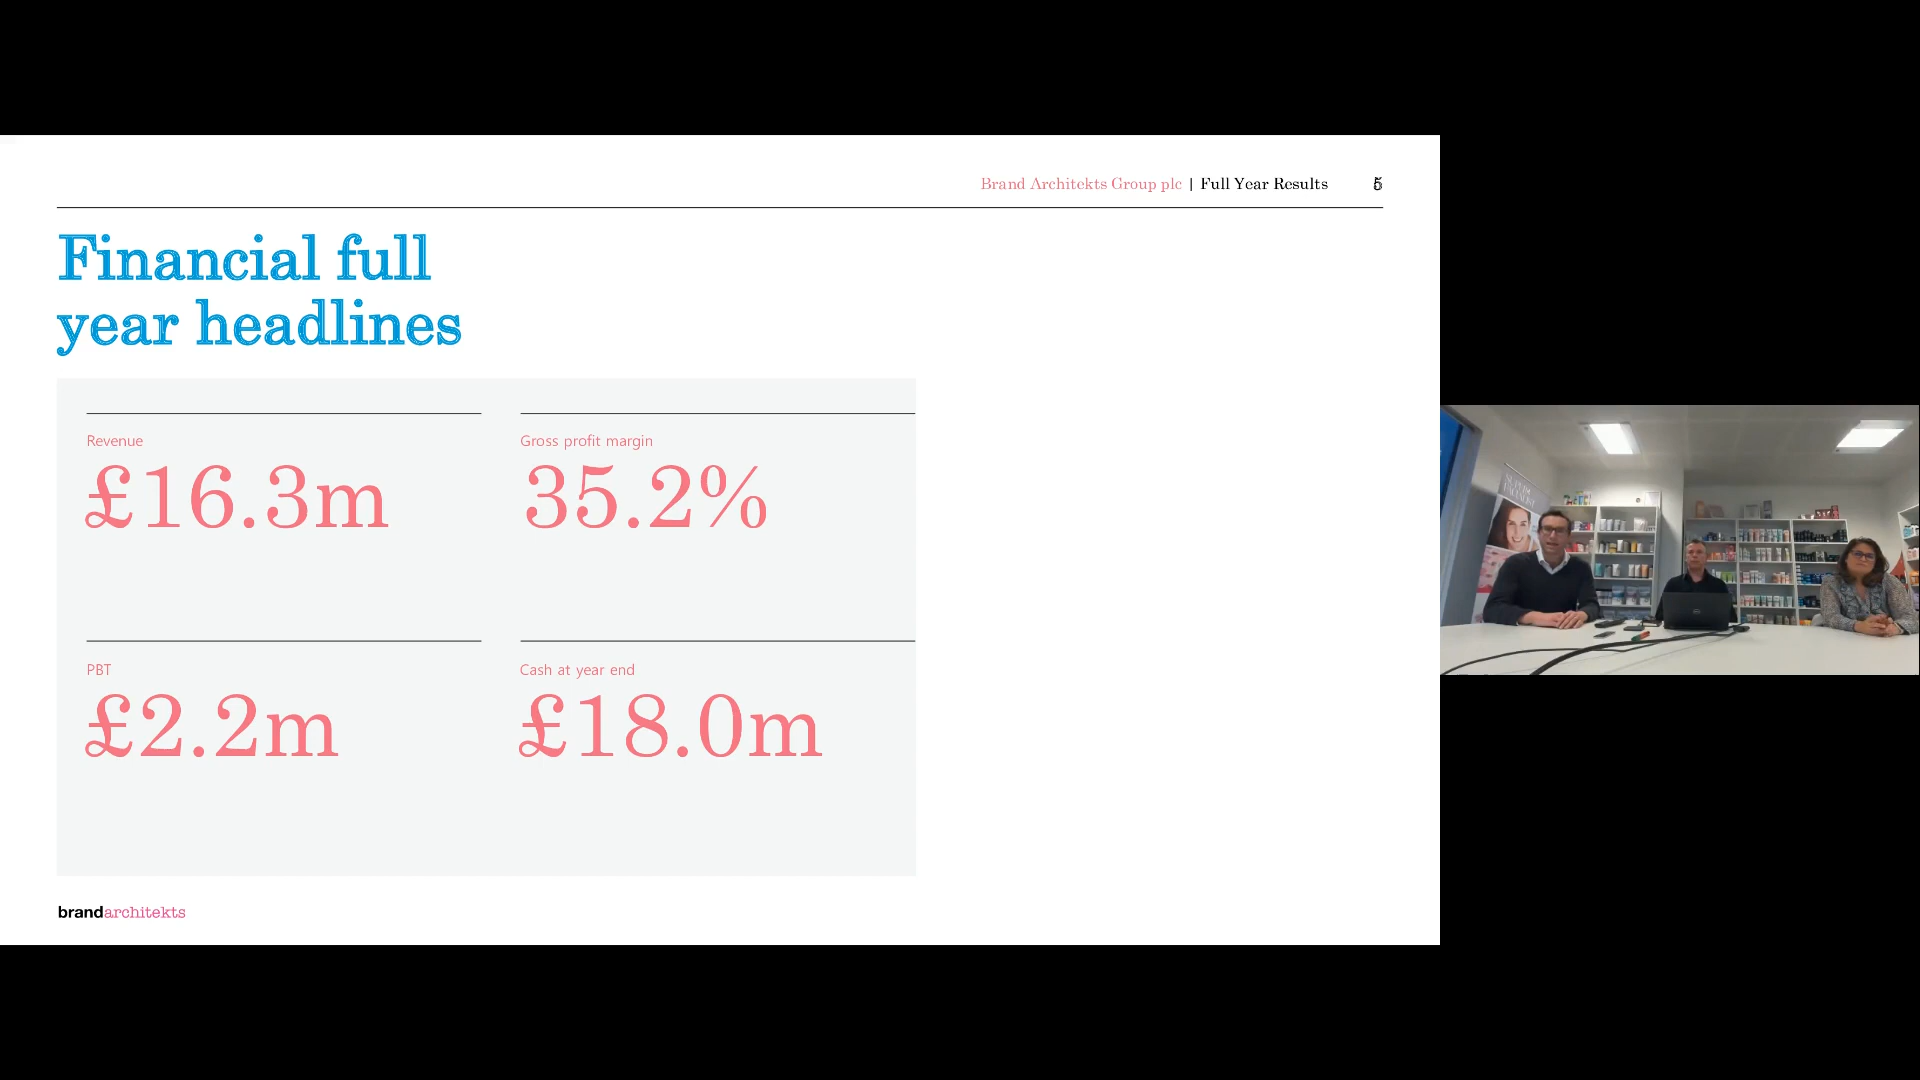 Brand Architekts Group plc | Full Year Results 5
Financial full
year headlines
Revenue
£16.3m
Gross profit margin
35.2%
PBT
£2.2m
Cash at year end
£18.0m
brandarchitekts